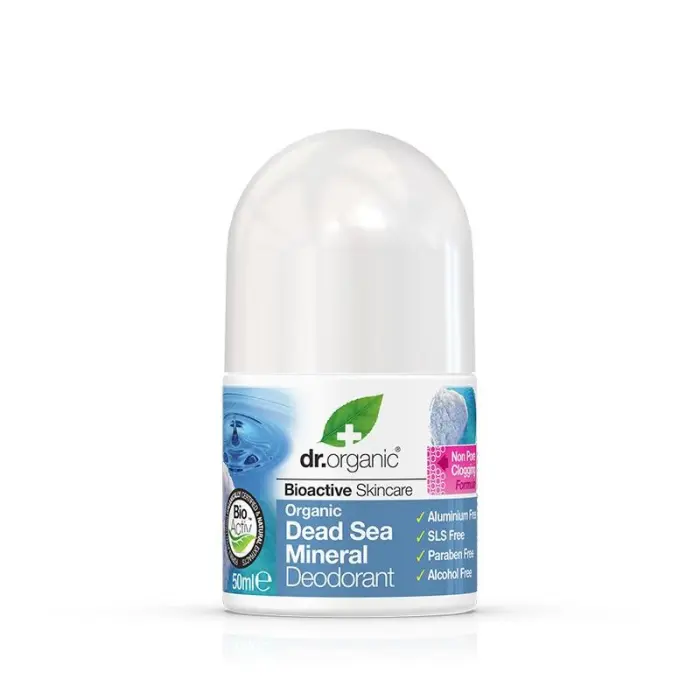 dr.organic®
Bioactive Skincare
Organic
Dead Sea
Mineral
Deodorant
Bio
Activ
50ml e
Non Pore
Clogging
Formula
✓ Aluminium Free
✓ SLS Free
✓ Paraben Free
✓ Alcohol Free